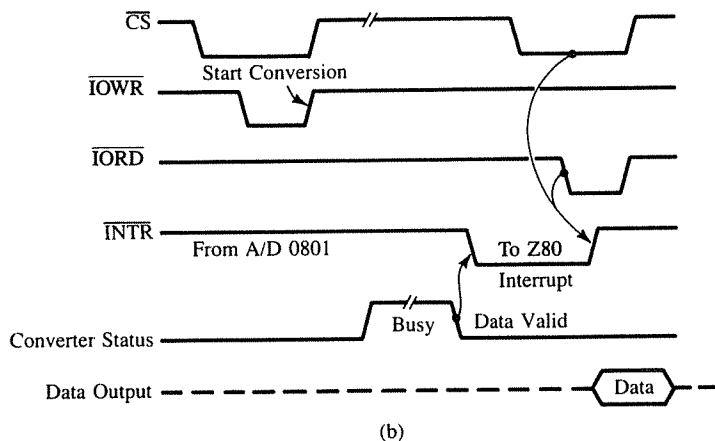 CS
Start Conversion
IOWR
IORD
INTR
From A/D 0801
To Z80
Interrupt
Busy
Data Valid
Converter Status
Data Output
Data
(b)